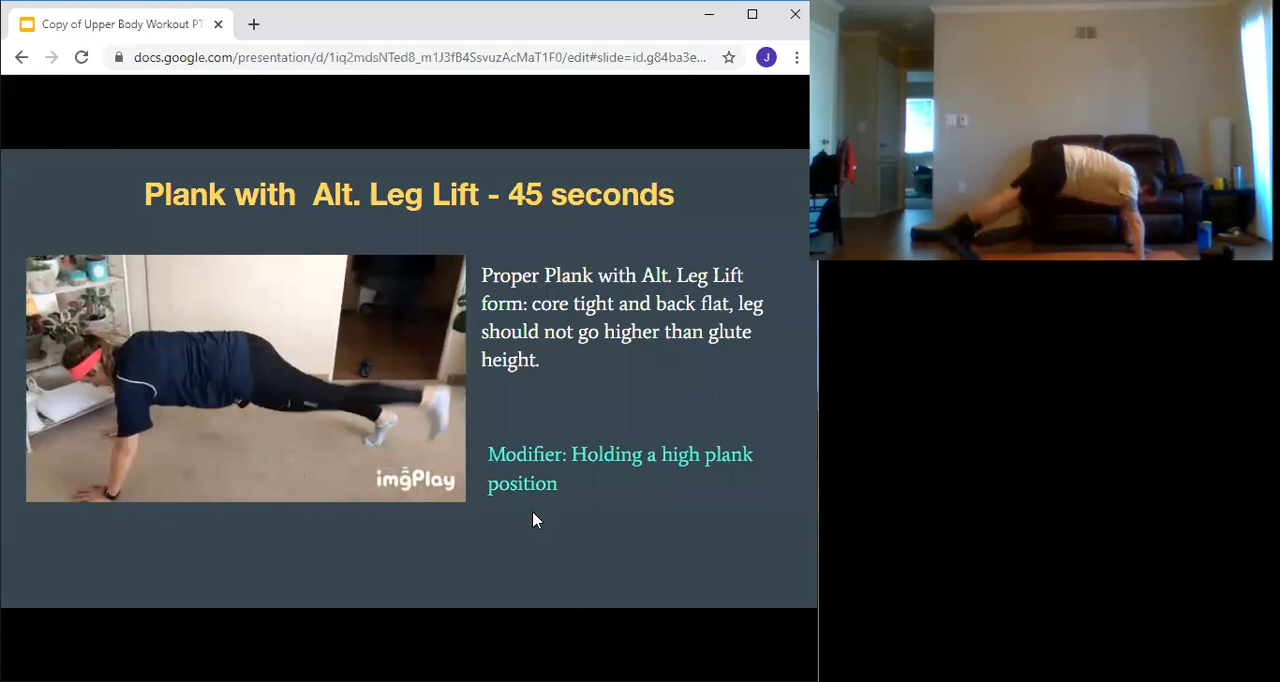 Copy of Upper Body Workout PT
docs.google.com/presentation/d/1iq2mdsNTed8_m1J3fB4SsvuzAcMaT1F0/edit#slide=id.g84ba3e...
J
Plank with Alt. Leg Lift - 45 seconds
Proper Plank with Alt. Leg Lift
form: core tight and back flat, leg
should not go higher than glute
height.
Modifier: Holding a high plank
position
imgPlay